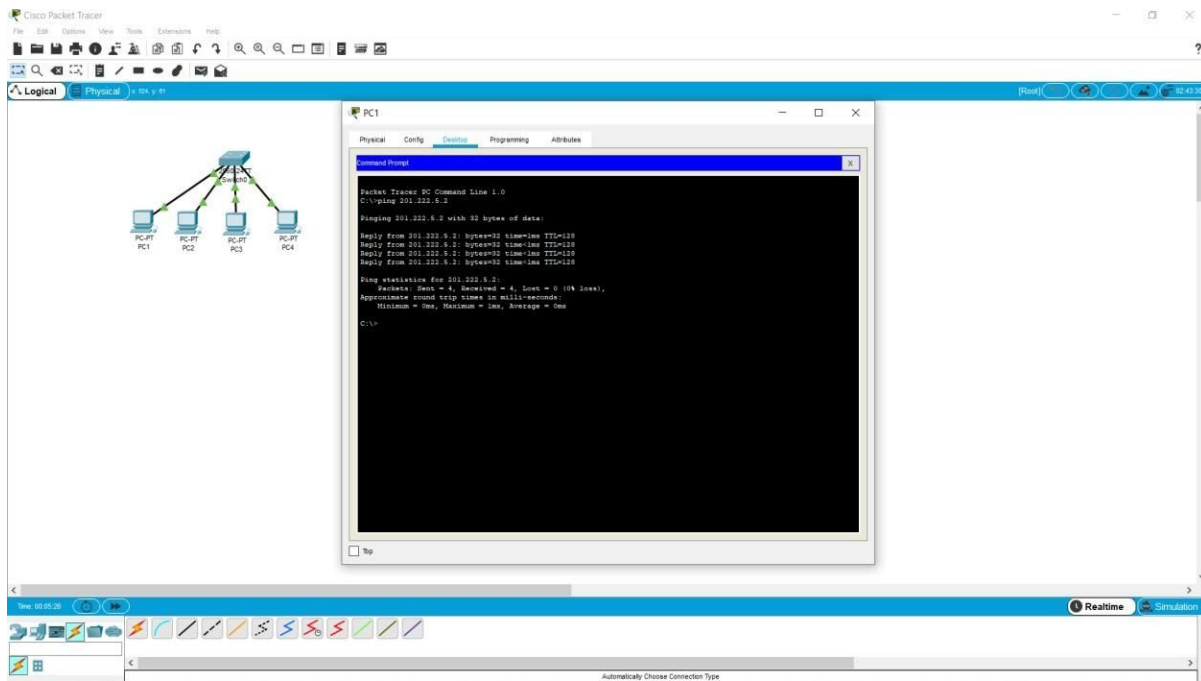 Cisco Packet Tracer
File Edit Options View Tools Extensions Help
?
Logical
Physical
[Root]
PC1
Physical Config Desktop Programming Attributes
Command Prompt
X
Packet Tracer PC Command Line 1.0
C:\>ping 201.222.5.2
Pinging 201.222.5.2 with 32 bytes of data:
Reply from 201.222.5.2: bytes=32 time=1ms TTL=128
Reply from 201.222.5.2: bytes=32 time<1ms TTL=128
Reply from 201.222.5.2: bytes=32 time<1ms TTL=128
Reply from 201.222.5.2: bytes=32 time<1ms TTL=128
Ping statistics for 201.222.5.2:
Packets: Sent = 4, Received = 4, Lost = 0 (0% loss),
Approximate round trip times in milli-seconds:
Minimum = 0ms, Maximum = 1ms, Average = 0ms
C:\>
Top
Switch0
PC-PT
PC1
PC-PT
PC2
PC-PT
PC3
PC-PT
PC4
Time: 00:05:26
Realtime
Simulation
Automatically Choose Connection Type